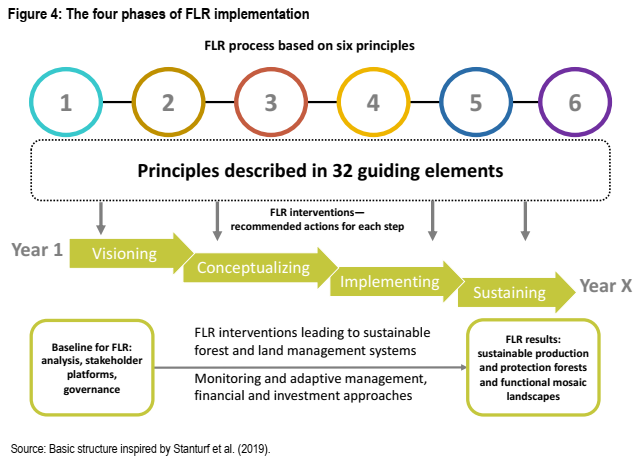 Figure 4: The four phases of FLR implementation
FLR process based on six principles
1
2
3
4
5
6
Principles described in 32 guiding elements
FLR interventions—
recommended actions for each step
Year 1
Visioning
Conceptualizing
Implementing
Sustaining
Year X
Baseline for FLR:
analysis, stakeholder
platforms,
governance
FLR interventions leading to sustainable
forest and land management systems
Monitoring and adaptive management,
financial and investment approaches
FLR results:
sustainable production
and protection forests
and functional mosaic
landscapes
Source: Basic structure inspired by Stanturf et al. (2019).